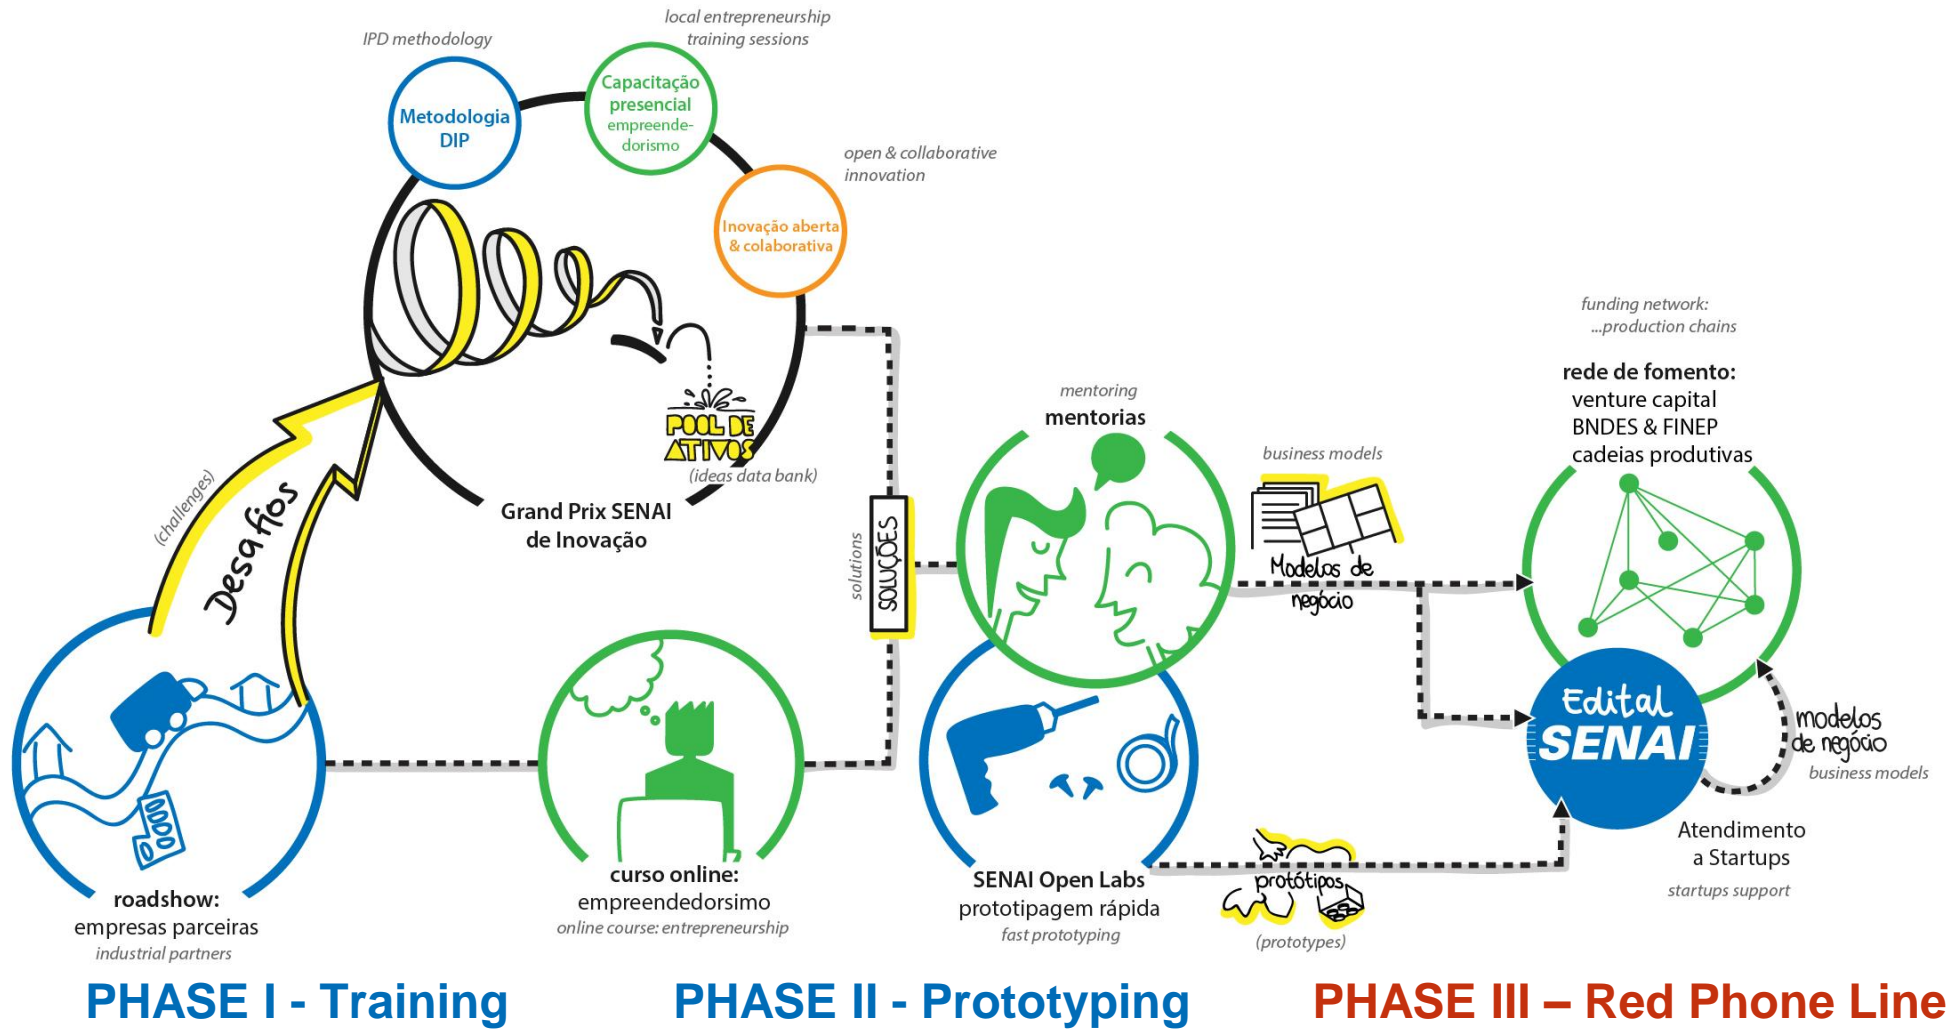 local entrepreneurship
training sessions
IPD methodology
Capacitação
presencial
empreende-
dorismo
Metodologia
DIP
open & collaborative
innovation
Inovação aberta
& colaborativa
POOL DE
ATIVOS
(ideas data bank)
Grand Prix SENAI
de Inovação
(challenges)
Desafios
roadshow:
empresas parceiras
industrial partners
curso online:
empreendedorsimo
online course: entrepreneurship
solutions
SOLUÇÕES
mentoring
mentorias
SENAI Open Labs
prototipagem rápida
fast prototyping
business models
Modelos de
negócio
protótipos
(prototypes)
funding network:
...production chains
rede de fomento:
venture capital
BNDES & FINEP
cadeias produtivas
Edital
SENAI
modelos
de negócio
business models
Atendimento
a Startups
startups support
PHASE I - Training
PHASE II - Prototyping
PHASE III – Red Phone Line